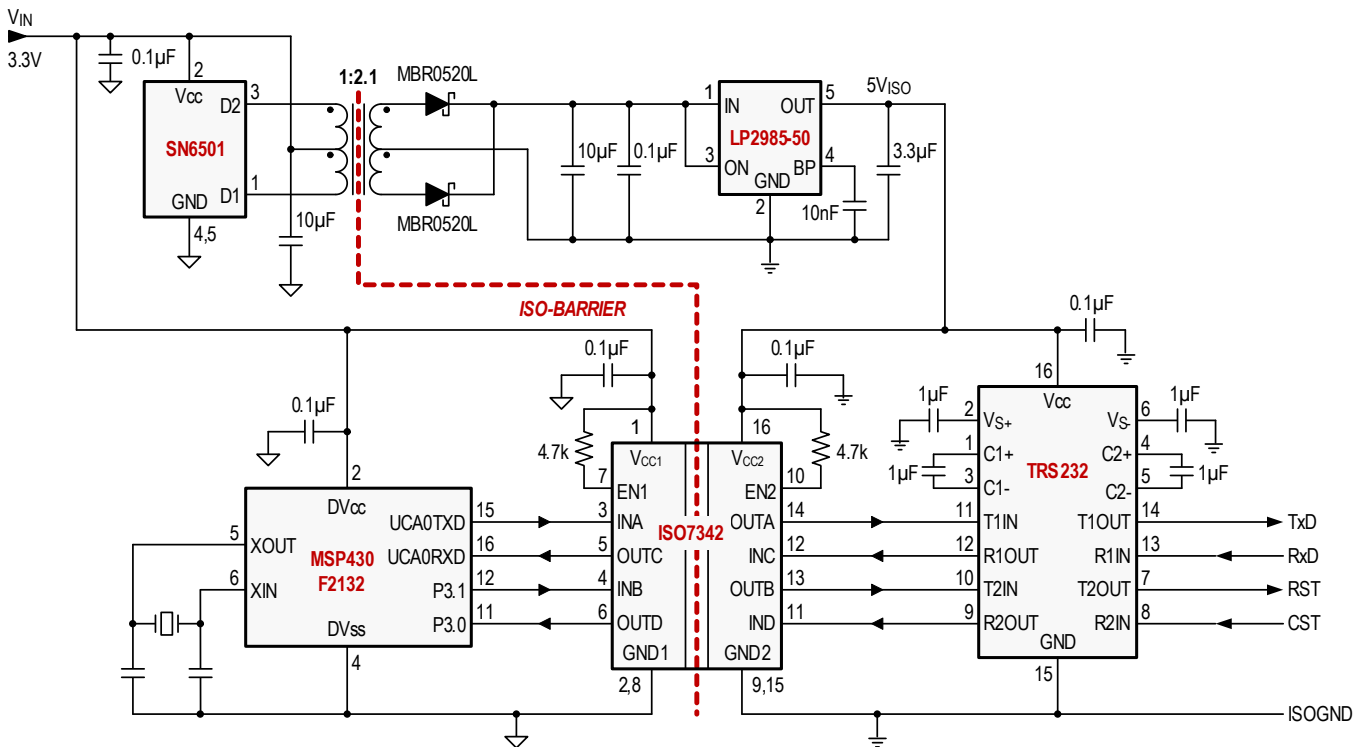 VIN
3.3V
0.1µF
2
Vcc
D2
3
SN6501
D1
1
GND
4,5
10µF
1:2.1
MBR0520L
MBR0520L
10µF
0.1µF
1
IN
OUT
5
LP2985-50
3
ON
BP
4
GND
2
10nF
5VISO
3.3µF
ISO-BARRIER
0.1µF
0.1µF
0.1µF
0.1µF
4.7k
4.7k
1
16
VCC1
VCC2
7
EN1
EN2
10
ISO7342
3
INA
OUTA
14
5
OUTC
INC
12
4
INB
OUTB
13
6
OUTD
IND
11
GND1
GND2
2,8
9,15
2
DVcc
5
XOUT
UCA0TXD
15
6
XIN
UCA0RXD
16
MSP430
F2132
P3.1
12
P3.0
11
DVss
4
16
Vcc
1µF
2
VS+
VS-
6
1µF
1
C1+
C2+
4
1µF
3
C1-
C2-
5
1µF
TRS232
11
T1IN
T1OUT
14
TxD
12
R1OUT
R1IN
13
RxD
10
T2IN
T2OUT
7
RST
9
R2OUT
R2IN
8
CST
GND
15
ISOGND